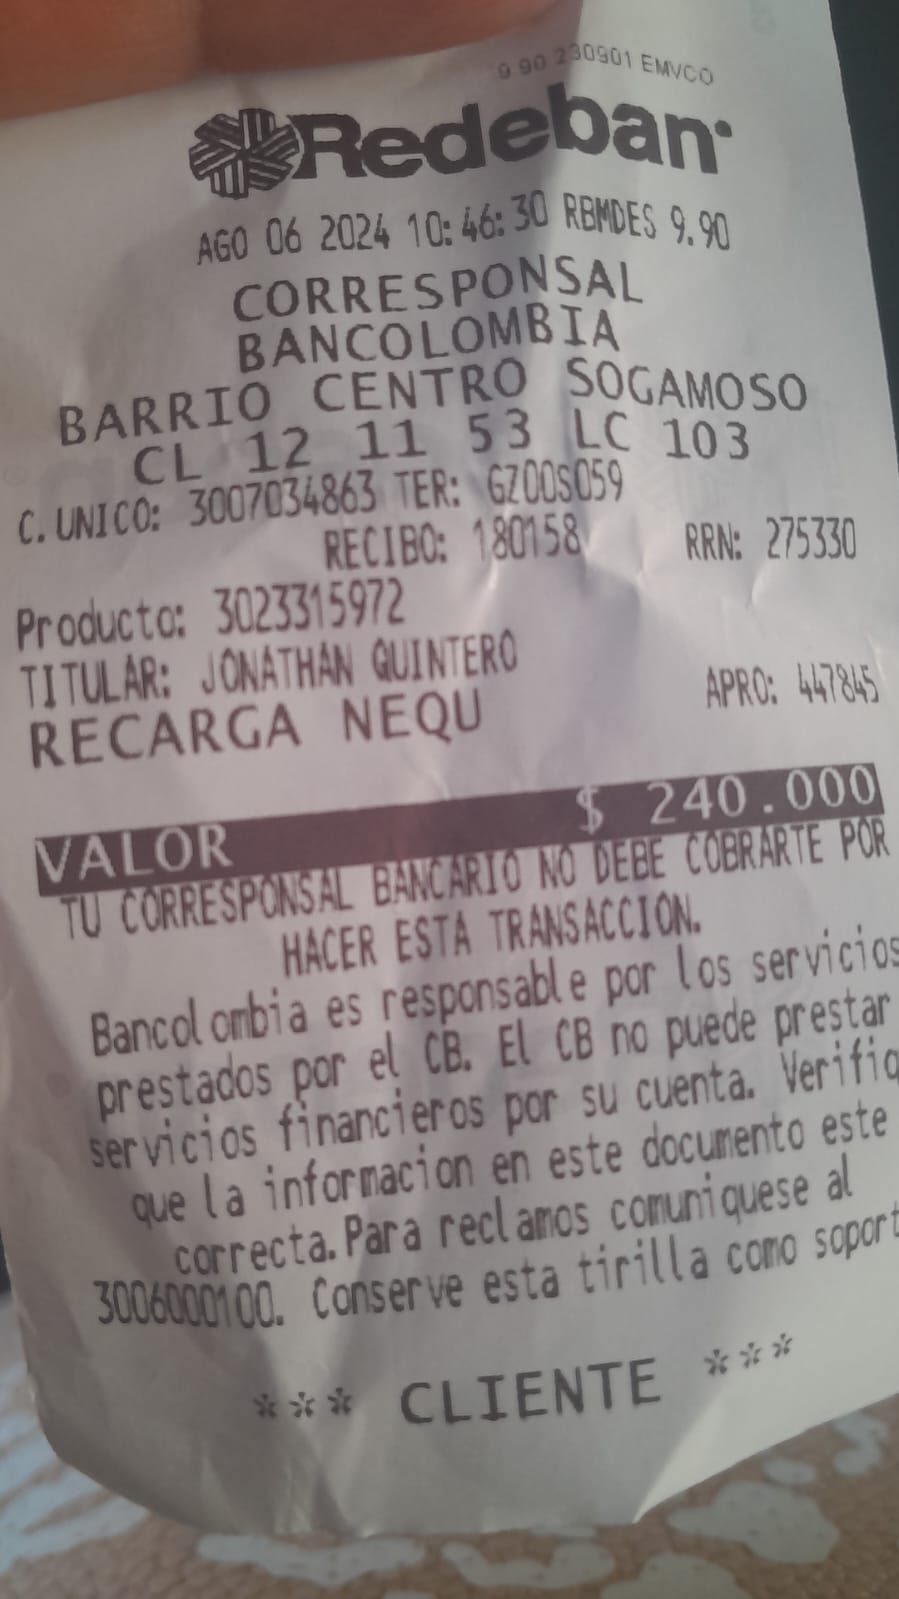 9 90 230901 EMVCO
Redeban
AGO 06 2024 10:46:30 RBMDES 9.90
CORRESPONSAL
BANCOLOMBIA
BARRIO CENTRO SOGAMOSO
CL 12 11 53 LC 103
C.UNICO: 3007034863 TER: GZ00S059
RECIBO: 180158 RRN: 275330
Producto: 3023315972
TITULAR: JONATHAN QUINTERO
RECARGA NEQU APRO: 447845
VALOR $ 240.000
TU CORRESPONSAL BANCARIO NO DEBE COBRARTE POR
HACER ESTA TRANSACCION.
Bancolombia es responsable por los servicios
prestados por el CB. El CB no puede prestar
servicios financieros por su cuenta. Verifiq
que la informacion en este documento este
correcta.Para reclamos comuniquese al
3006000100. Conserve esta tirilla como soport
*** CLIENTE ***